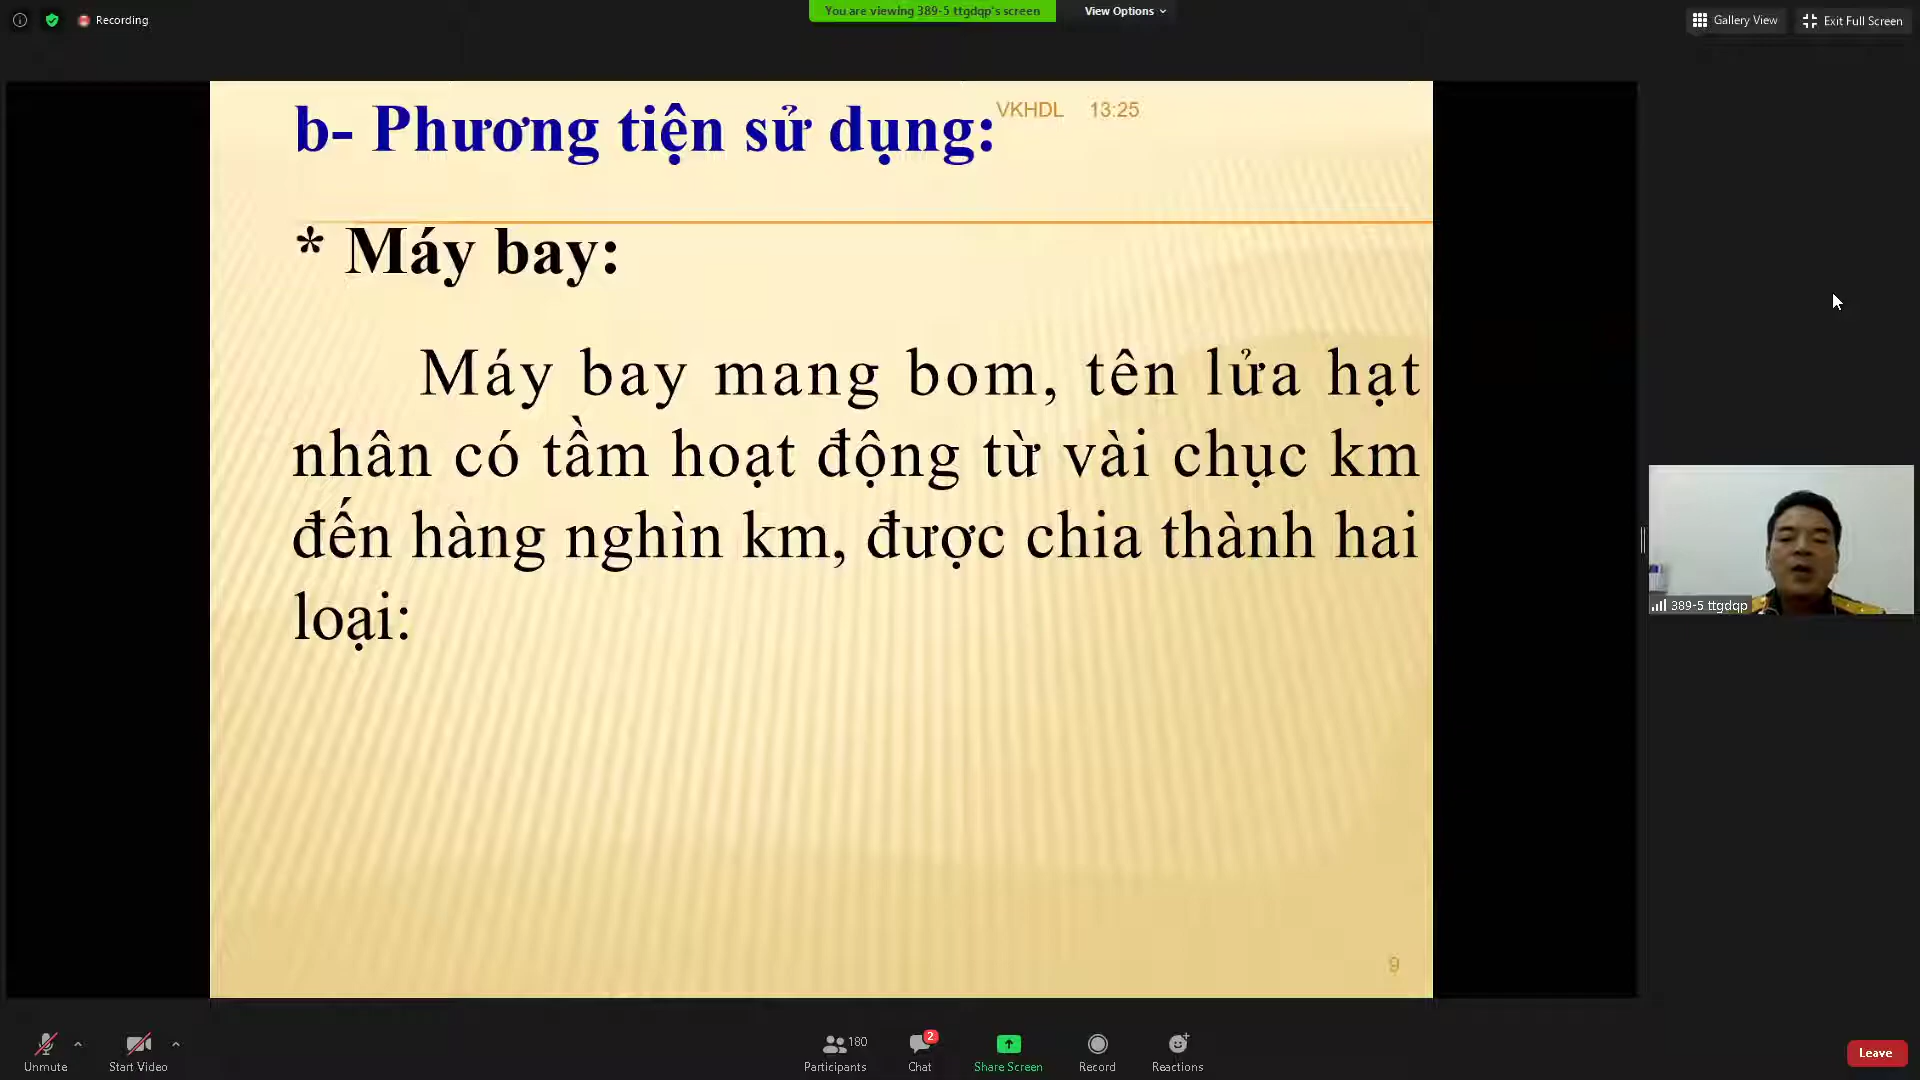 Recording
You are viewing 389-5 ttgdqp's screen
View Options
Gallery View
Exit Full Screen
b- Phương tiện sử dụng:
VKHDL 13:25
* Máy bay:
Máy bay mang bom, tên lửa hạt
nhân có tầm hoạt động từ vài chục km
đến hàng nghìn km, được chia thành hai
loại:
389-5 ttgdqp
9
Unmute
Start Video
180
Participants
2
Chat
Share Screen
Record
Reactions
Leave